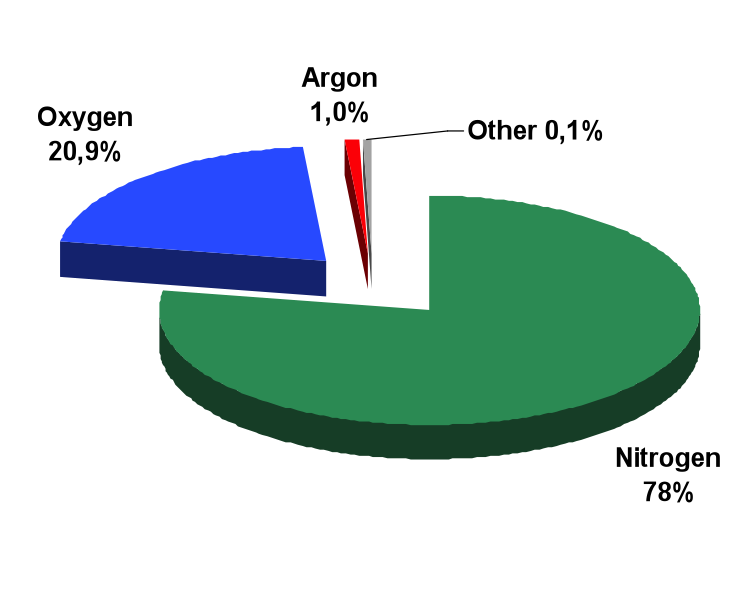 Argon
1,0%
Oxygen
20,9%
Other 0,1%
Nitrogen
78%